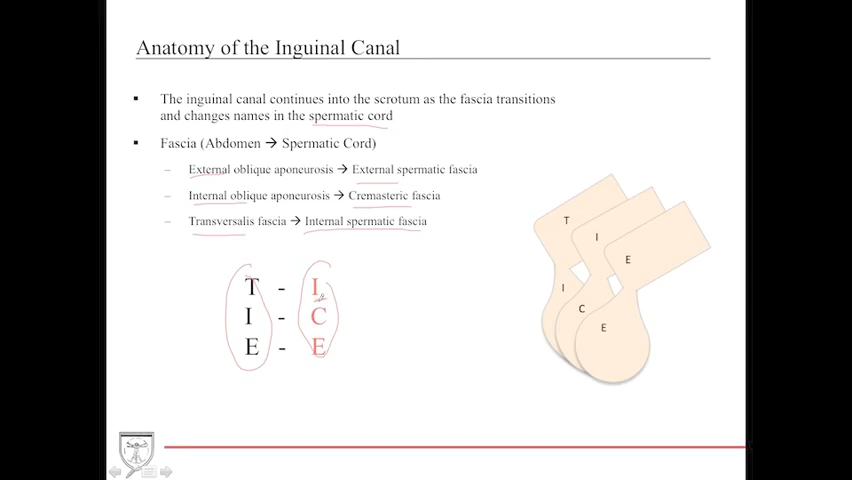 Anatomy of the Inguinal Canal
The inguinal canal continues into the scrotum as the fascia transitions
and changes names in the spermatic cord
Fascia (Abdomen → Spermatic Cord)
– External oblique aponeurosis → External spermatic fascia
– Internal oblique aponeurosis → Cremasteric fascia
– Transversalis fascia → Internal spermatic fascia
T - I
I - C
E - E
T
I
E
I
C
E